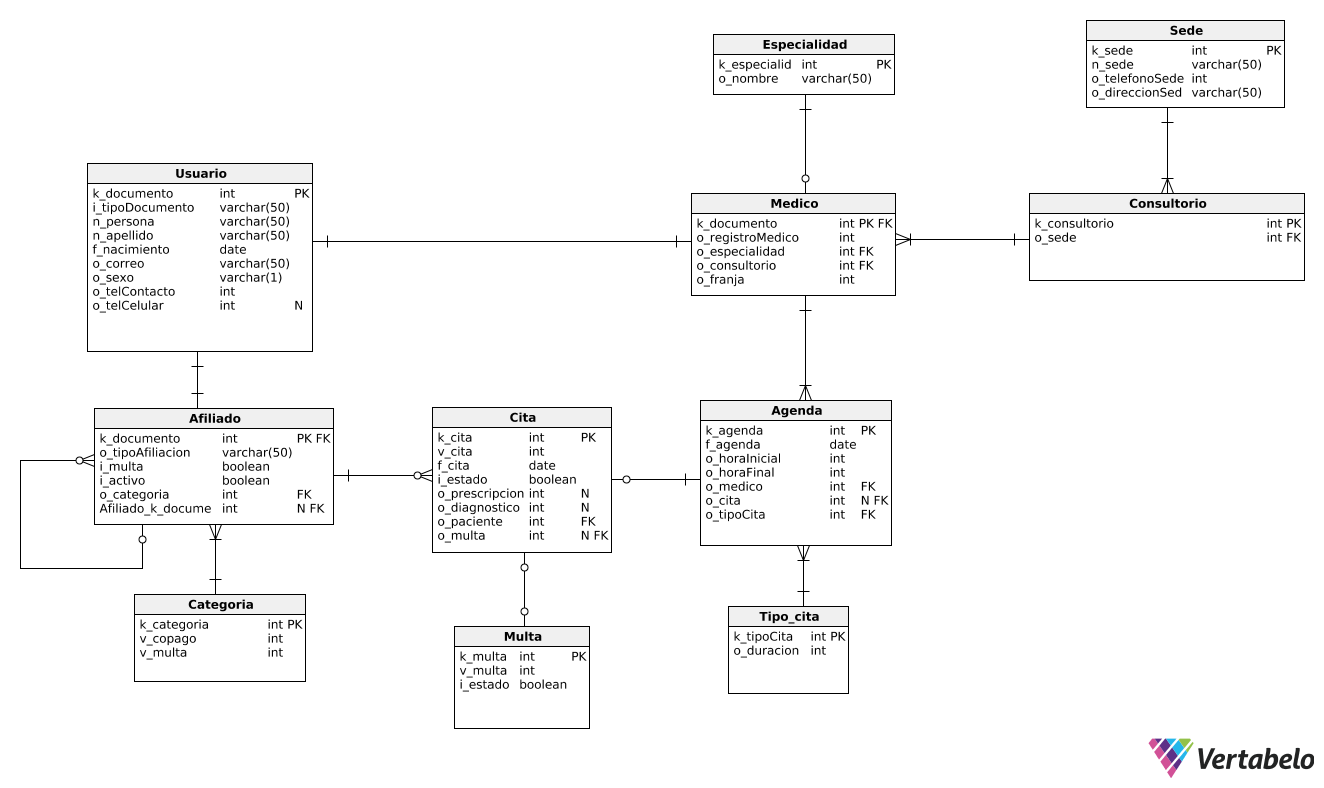 Especialidad
k_especialid int PK
o_nombre varchar(50)
Sede
k_sede int PK
n_sede varchar(50)
o_telefonoSede int
o_direccionSed varchar(50)
Usuario
k_documento int PK
i_tipoDocumento varchar(50)
n_persona varchar(50)
n_apellido varchar(50)
f_nacimiento date
o_correo varchar(50)
o_sexo varchar(1)
o_telContacto int
o_telCelular int N
Medico
k_documento int PK FK
o_registroMedico int
o_especialidad int FK
o_consultorio int FK
o_franja int
Consultorio
k_consultorio int PK
o_sede int FK
Afiliado
k_documento int PK FK
o_tipoAfiliacion varchar(50)
i_multa boolean
i_activo boolean
o_categoria int FK
Afiliado_k_docume int N FK
Cita
k_cita int PK
v_cita int
f_cita date
i_estado boolean
o_prescripcion int N
o_diagnostico int N
o_paciente int FK
o_multa int N FK
Agenda
k_agenda int PK
f_agenda date
o_horaInicial int
o_horaFinal int
o_medico int FK
o_cita int N FK
o_tipoCita int FK
Categoria
k_categoria int PK
v_copago int
v_multa int
Multa
k_multa int PK
v_multa int
i_estado boolean
Tipo_cita
k_tipoCita int PK
o_duracion int
Vertabelo